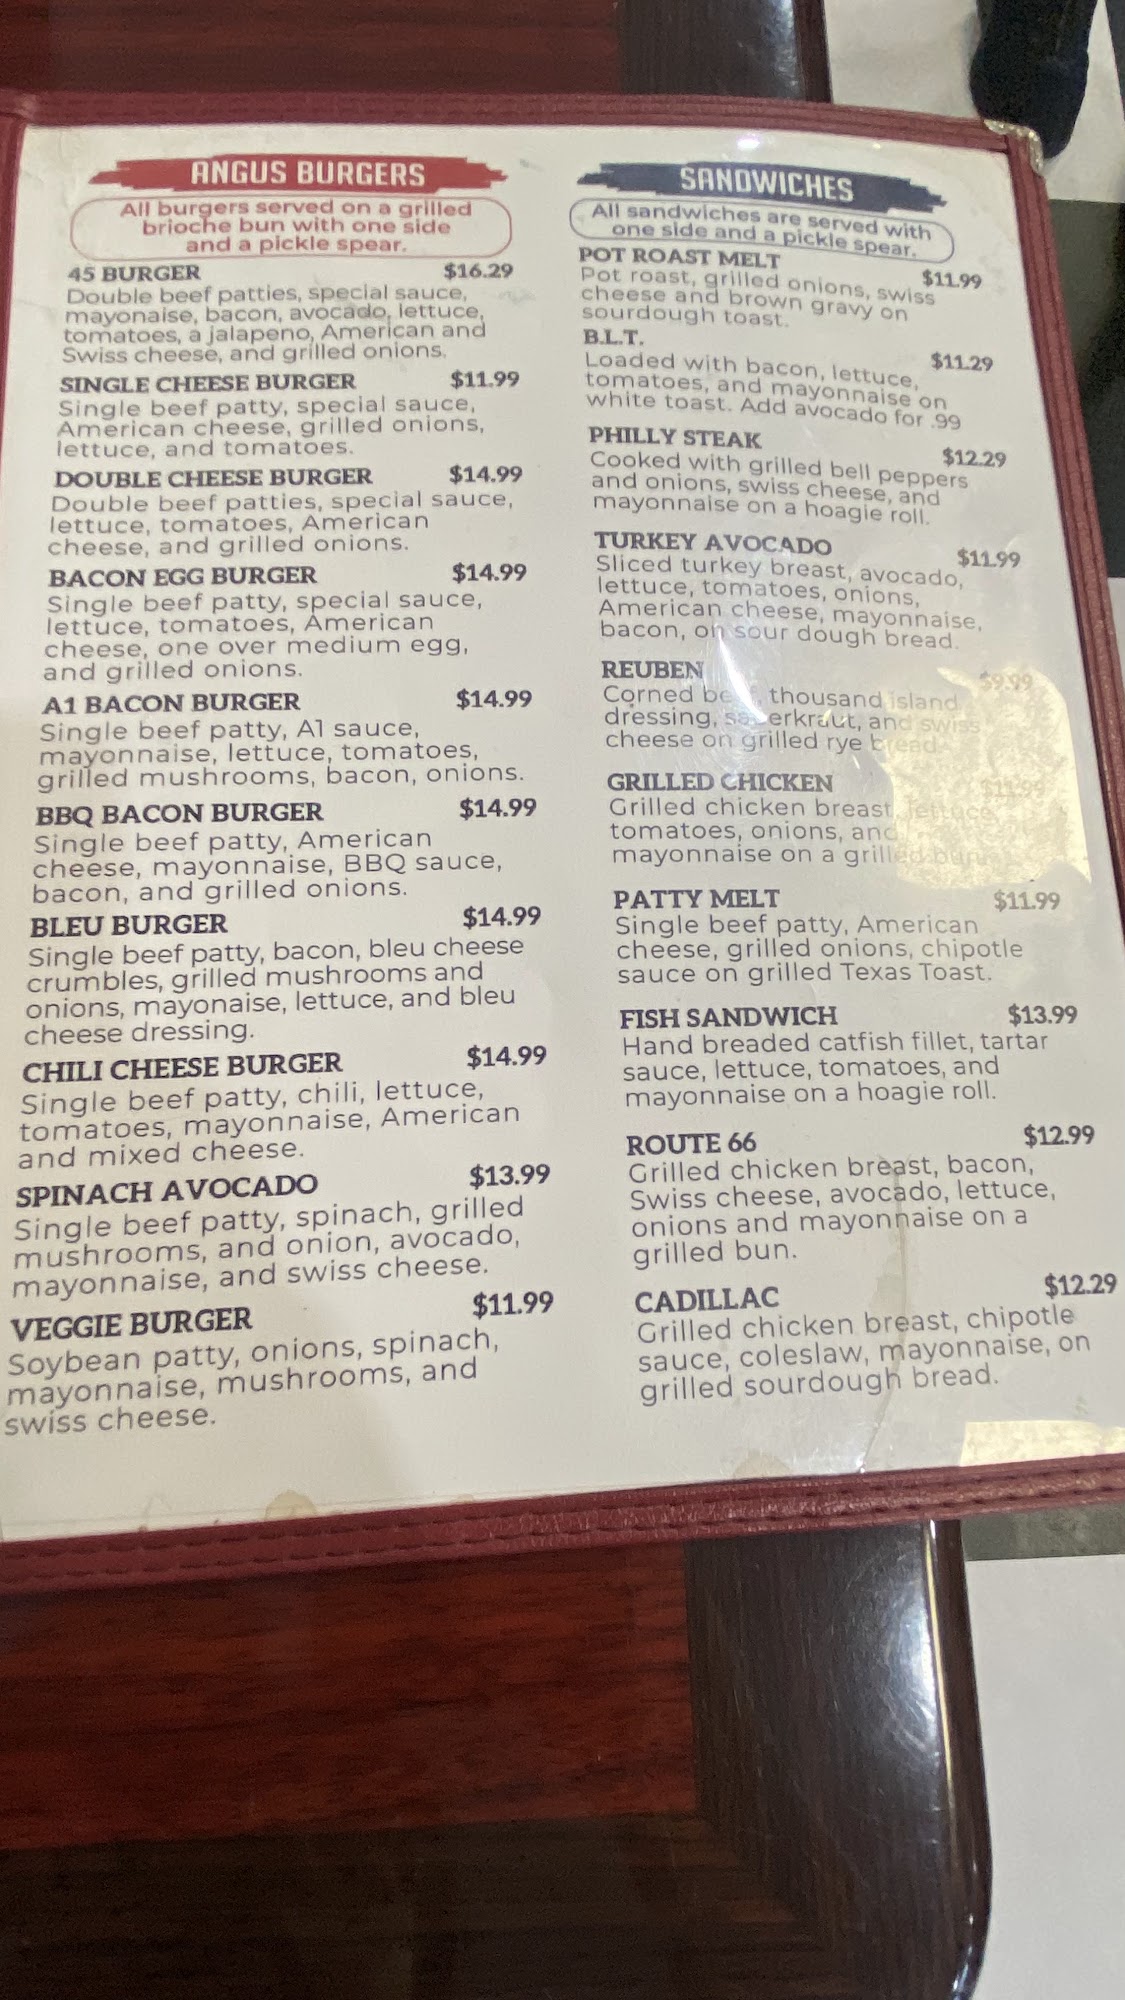 ANGUS BURGERS
All burgers served on a grilled
brioche bun with one side
and a pickle spear.
45 BURGER $16.29
Double beef patties, special sauce,
mayonaise, bacon, avocado, lettuce,
tomatoes, a jalapeno, American and
Swiss cheese, and grilled onions.
SINGLE CHEESE BURGER $11.99
Single beef patty, special sauce,
American cheese, grilled onions,
lettuce, and tomatoes.
DOUBLE CHEESE BURGER $14.99
Double beef patties, special sauce,
lettuce, tomatoes, American
cheese, and grilled onions.
BACON EGG BURGER $14.99
Single beef patty, special sauce,
lettuce, tomatoes, American
cheese, one over medium egg,
and grilled onions.
A1 BACON BURGER $14.99
Single beef patty, A1 sauce,
mayonnaise, lettuce, tomatoes,
grilled mushrooms, bacon, onions.
BBQ BACON BURGER $14.99
Single beef patty, American
cheese, mayonnaise, BBQ sauce,
bacon, and grilled onions.
BLEU BURGER $14.99
Single beef patty, bacon, bleu cheese
crumbles, grilled mushrooms and
onions, mayonaise, lettuce, and bleu
cheese dressing.
CHILI CHEESE BURGER $14.99
Single beef patty, chili, lettuce,
tomatoes, mayonnaise, American
and mixed cheese.
SPINACH AVOCADO $13.99
Single beef patty, spinach, grilled
mushrooms, and onion, avocado,
mayonnaise, and swiss cheese.
VEGGIE BURGER $11.99
Soybean patty, onions, spinach,
mayonnaise, mushrooms, and
swiss cheese.
SANDWICHES
All sandwiches are served with
one side and a pickle spear.
POT ROAST MELT $11.99
Pot roast, grilled onions, swiss
cheese and brown gravy on
sourdough toast.
B.L.T. $11.29
Loaded with bacon, lettuce,
tomatoes, and mayonnaise on
white toast. Add avocado for .99
PHILLY STEAK $12.29
Cooked with grilled bell peppers
and onions, swiss cheese, and
mayonnaise on a hoagie roll.
TURKEY AVOCADO $11.99
Sliced turkey breast, avocado,
lettuce, tomatoes, onions,
American cheese, mayonnaise,
bacon, on sour dough bread.
REUBEN $9.99
Corned beef, thousand island
dressing, sauerkraut, and swiss
cheese on grilled rye bread.
GRILLED CHICKEN $11.99
Grilled chicken breast, lettuce,
tomatoes, onions, and
mayonnaise on a grilled bun.
PATTY MELT $11.99
Single beef patty, American
cheese, grilled onions, chipotle
sauce on grilled Texas Toast.
FISH SANDWICH $13.99
Hand breaded catfish fillet, tartar
sauce, lettuce, tomatoes, and
mayonnaise on a hoagie roll.
ROUTE 66 $12.99
Grilled chicken breast, bacon,
Swiss cheese, avocado, lettuce,
onions and mayonnaise on a
grilled bun.
CADILLAC $12.29
Grilled chicken breast, chipotle
sauce, coleslaw, mayonnaise, on
grilled sourdough bread.